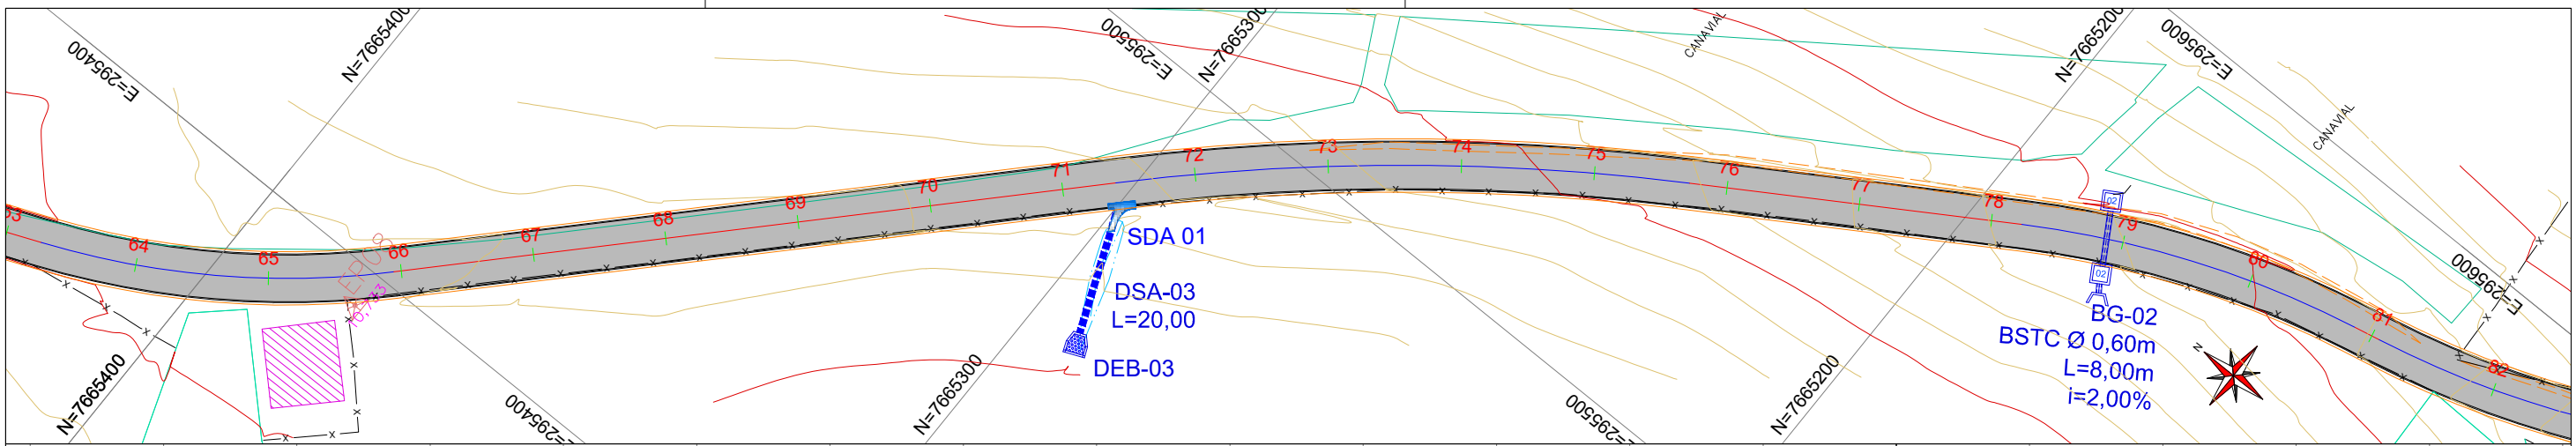 E=295400
N=7665400
E=295500
N=7665300
CANAVIAL
N=7665200
E=295600
CANAVIAL
64
65
66
67
68
69
70
71
72
73
74
75
76
77
78
79
80
81
82
02
02
SDA 01
DSA-03
L=20,00
DEB-03
BG-02
BSTC Ø 0,60m
L=8,00m
i=2,00%
N
E=295600
N=7665400
E=295400
N=7665300
E=295500
N=7665200